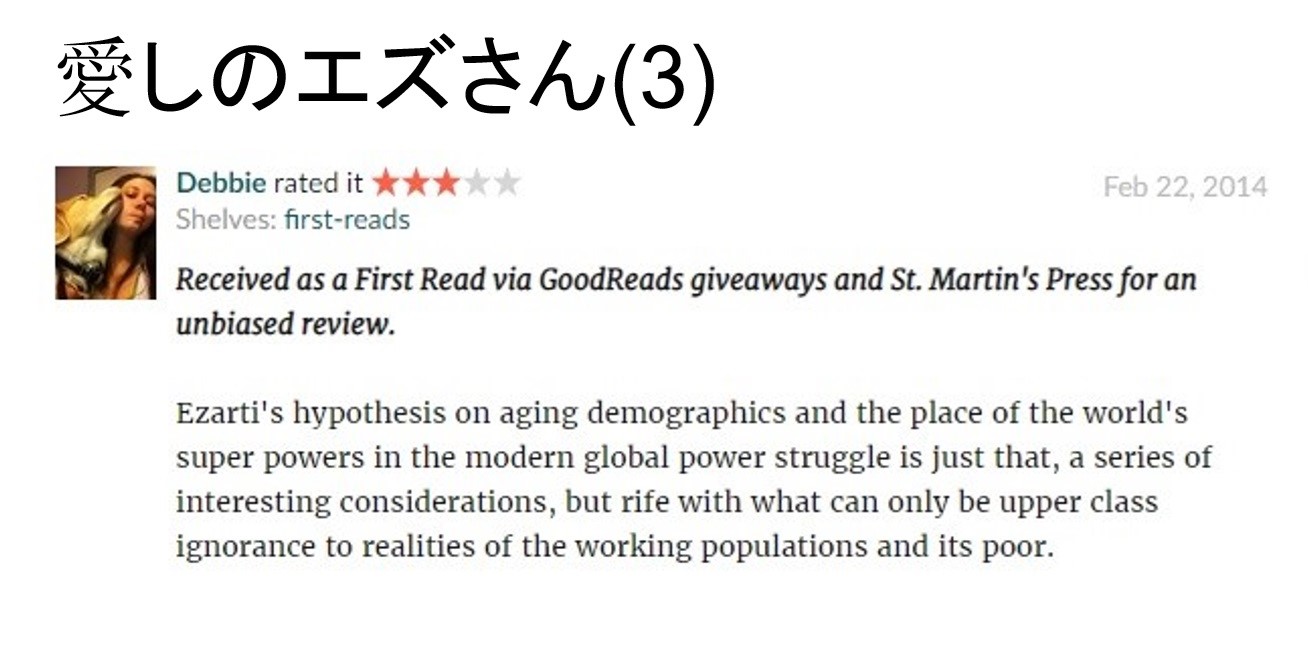 愛しのエズさん(3)
Debbie rated it ★★★★★
Feb 22, 2014
Shelves: first-reads
Received as a First Read via GoodReads giveaways and St. Martin's Press for an
unbiased review.
Ezarti's hypothesis on aging demographics and the place of the world's
super powers in the modern global power struggle is just that, a series of
interesting considerations, but rife with what can only be upper class
ignorance to realities of the working populations and its poor.